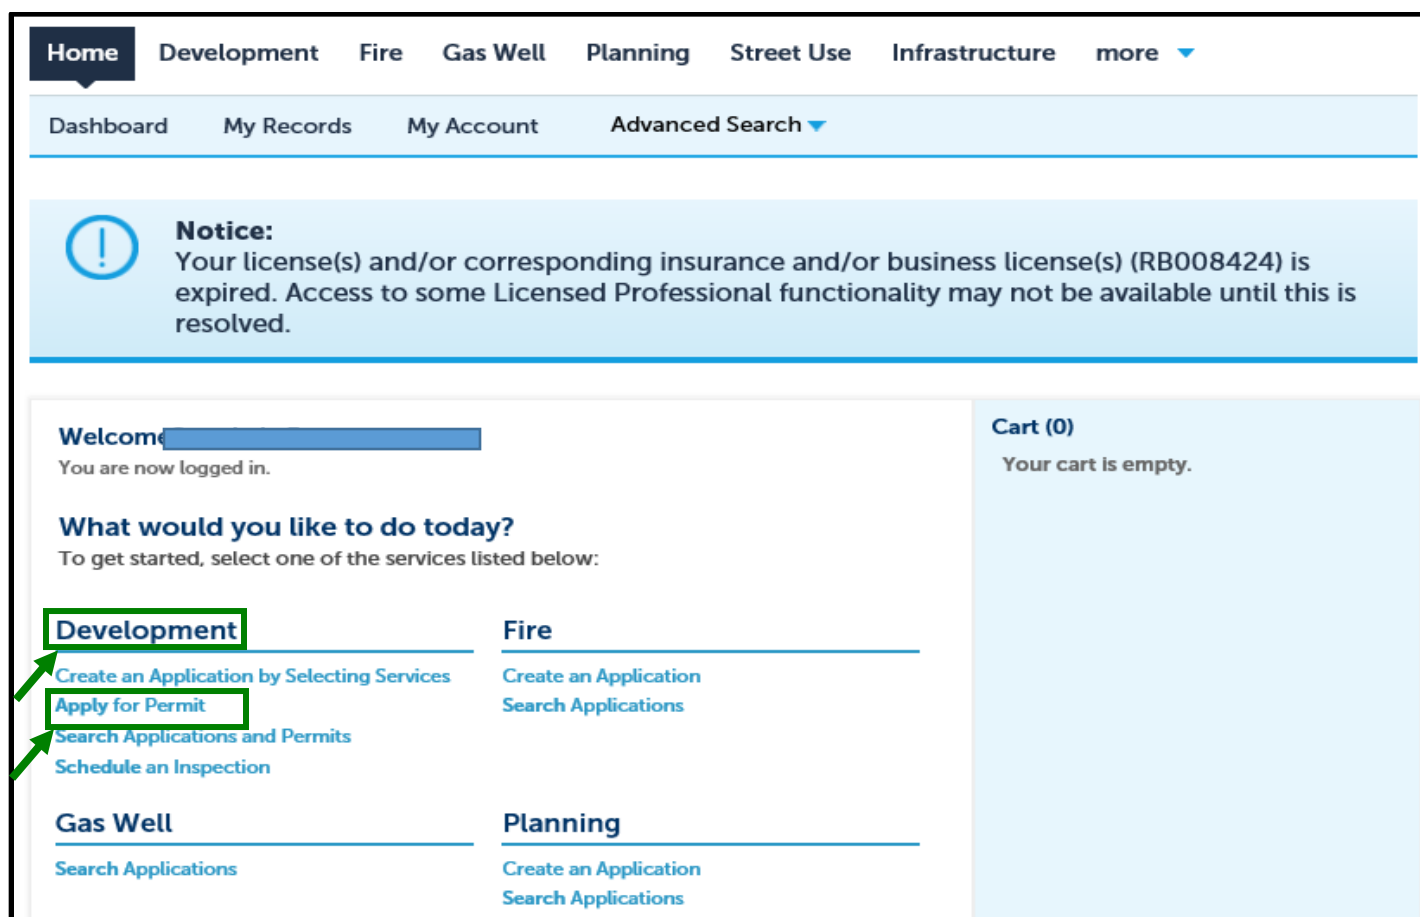 Home Development Fire Gas Well Planning Street Use Infrastructure more
Dashboard My Records My Account Advanced Search
Notice:
Your license(s) and/or corresponding insurance and/or business license(s) (RB008424) is
expired. Access to some Licensed Professional functionality may not be available until this is
resolved.
Welcome
You are now logged in.
Cart (0)
Your cart is empty.
What would you like to do today?
To get started, select one of the services listed below:
Development
Create an Application by Selecting Services
Apply for Permit
Search Applications and Permits
Schedule an Inspection
Fire
Create an Application
Search Applications
Gas Well
Search Applications
Planning
Create an Application
Search Applications